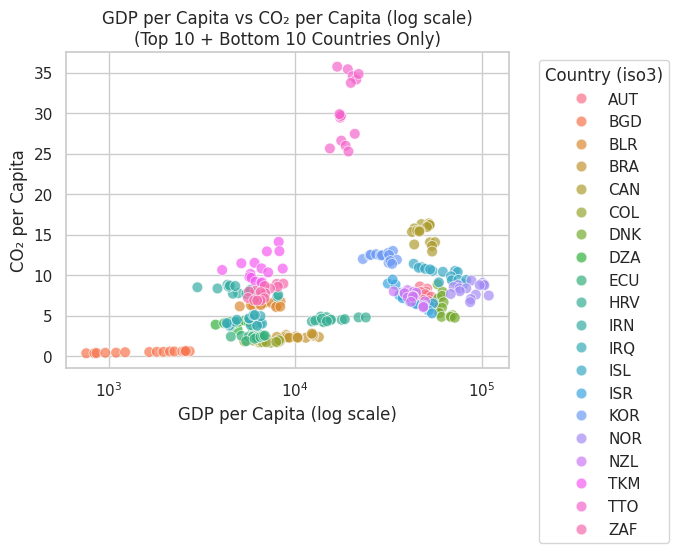 GDP per Capita vs CO₂ per Capita (log scale)
(Top 10 + Bottom 10 Countries Only)
CO₂ per Capita
35
30
25
20
15
10
5
0
10³
10⁴
10⁵
GDP per Capita (log scale)
Country (iso3)
AUT
BGD
BLR
BRA
CAN
COL
DNK
DZA
ECU
HRV
IRN
IRQ
ISL
ISR
KOR
NOR
NZL
TKM
TTO
ZAF